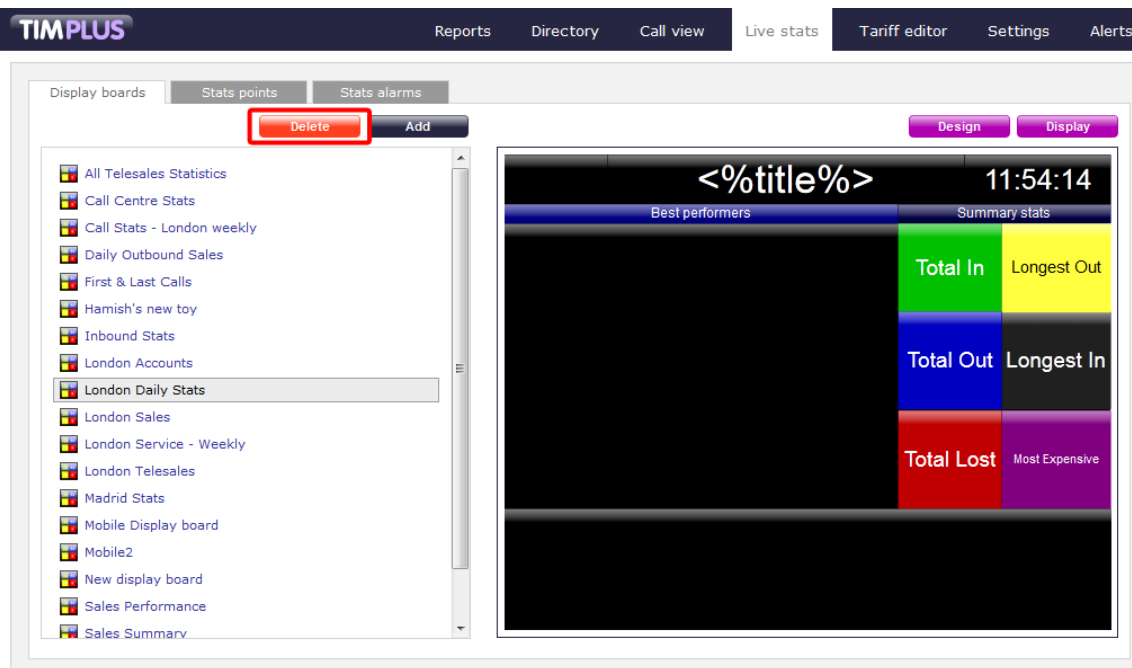 TIMPLUS Reports Directory Call view Live stats Tariff editor Settings Alerts
Display boards Stats points Stats alarms
Delete Add Design Display
All Telesales Statistics
Call Centre Stats
Call Stats - London weekly
Daily Outbound Sales
First & Last Calls
Hamish's new toy
Inbound Stats
London Accounts
London Daily Stats
London Sales
London Service - Weekly
London Telesales
Madrid Stats
Mobile Display board
Mobile2
New display board
Sales Performance
Sales Summary
<%title%> 11:54:14
Best performers Summary stats
Total In Longest Out
Total Out Longest In
Total Lost Most Expensive